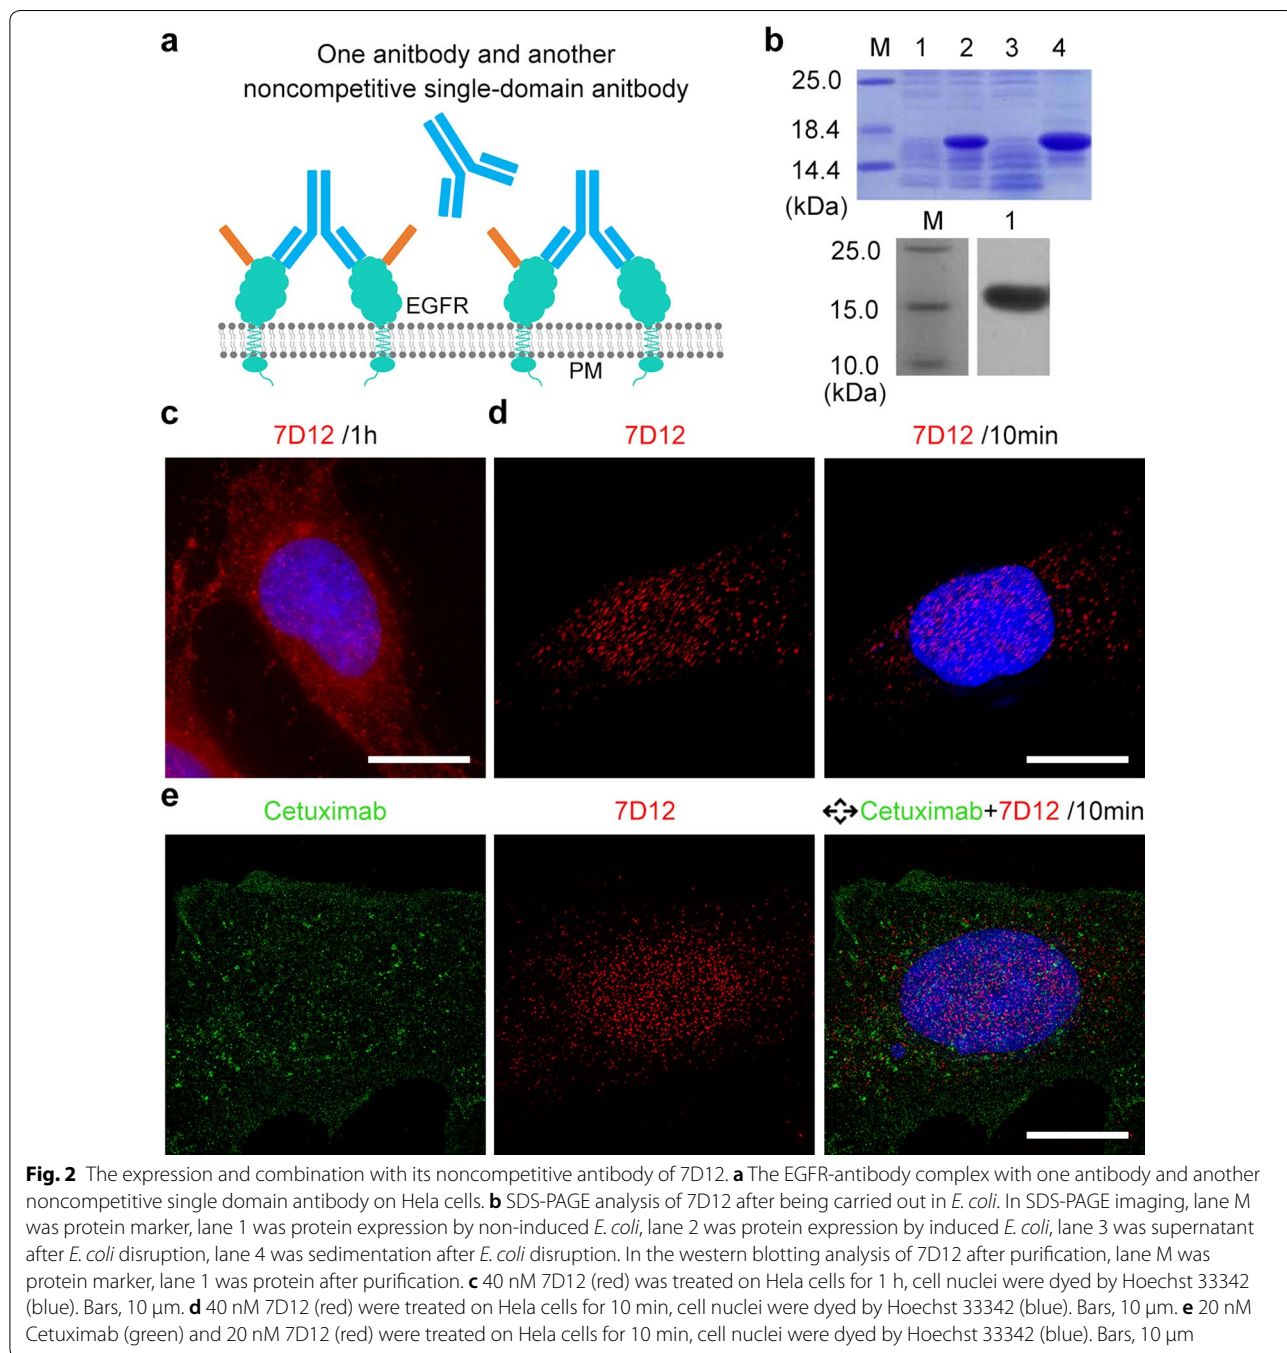 a
One anitbody and another
noncompetitive single-domain anitbody
EGFR
PM
b
M 1 2 3 4
25.0
18.4
14.4
(kDa)
M 1
25.0
15.0
10.0
(kDa)
c
7D12 /1h
d
7D12
7D12 /10min
e
Cetuximab
7D12
Cetuximab+7D12 /10min
Fig. 2 The expression and combination with its noncompetitive antibody of 7D12. a The EGFR-antibody complex with one antibody and another
noncompetitive single domain antibody on Hela cells. b SDS-PAGE analysis of 7D12 after being carried out in E. coli. In SDS-PAGE imaging, lane M
was protein marker, lane 1 was protein expression by non-induced E. coli, lane 2 was protein expression by induced E. coli, lane 3 was supernatant
after E. coli disruption, lane 4 was sedimentation after E. coli disruption. In the western blotting analysis of 7D12 after purification, lane M was
protein marker, lane 1 was protein after purification. c 40 nM 7D12 (red) was treated on Hela cells for 1 h, cell nuclei were dyed by Hoechst 33342
(blue). Bars, 10 µm. d 40 nM 7D12 (red) were treated on Hela cells for 10 min, cell nuclei were dyed by Hoechst 33342 (blue). Bars, 10 µm. e 20 nM
Cetuximab (green) and 20 nM 7D12 (red) were treated on Hela cells for 10 min, cell nuclei were dyed by Hoechst 33342 (blue). Bars, 10 µm